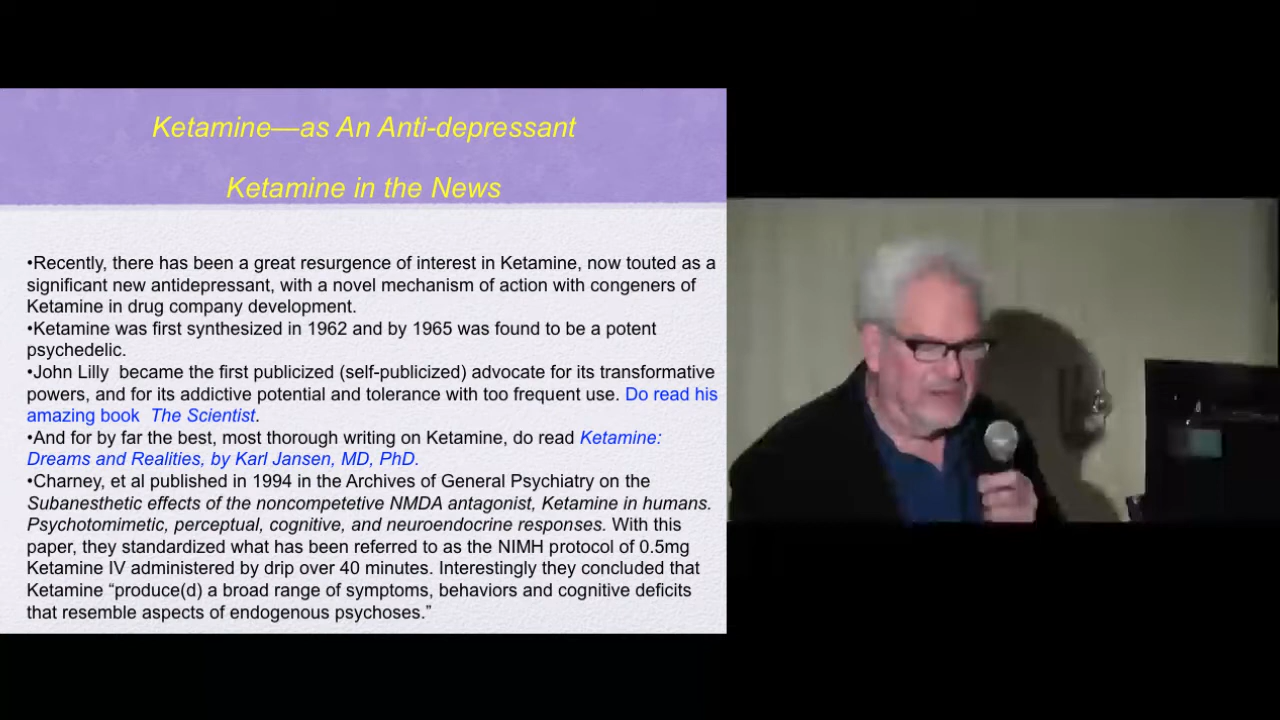 Ketamine—as An Anti-depressant
Ketamine in the News
•Recently, there has been a great resurgence of interest in Ketamine, now touted as a
significant new antidepressant, with a novel mechanism of action with congeners of
Ketamine in drug company development.
•Ketamine was first synthesized in 1962 and by 1965 was found to be a potent
psychedelic.
•John Lilly  became the first publicized (self-publicized) advocate for its transformative
powers, and for its addictive potential and tolerance with too frequent use. Do read his
amazing book  The Scientist.
•And for by far the best, most thorough writing on Ketamine, do read Ketamine:
Dreams and Realities, by Karl Jansen, MD, PhD.
•Charney, et al published in 1994 in the Archives of General Psychiatry on the
Subanesthetic effects of the noncompetetive NMDA antagonist, Ketamine in humans.
Psychotomimetic, perceptual, cognitive, and neuroendocrine responses. With this
paper, they standardized what has been referred to as the NIMH protocol of 0.5mg
Ketamine IV administered by drip over 40 minutes. Interestingly they concluded that
Ketamine “produce(d) a broad range of symptoms, behaviors and cognitive deficits
that resemble aspects of endogenous psychoses.”